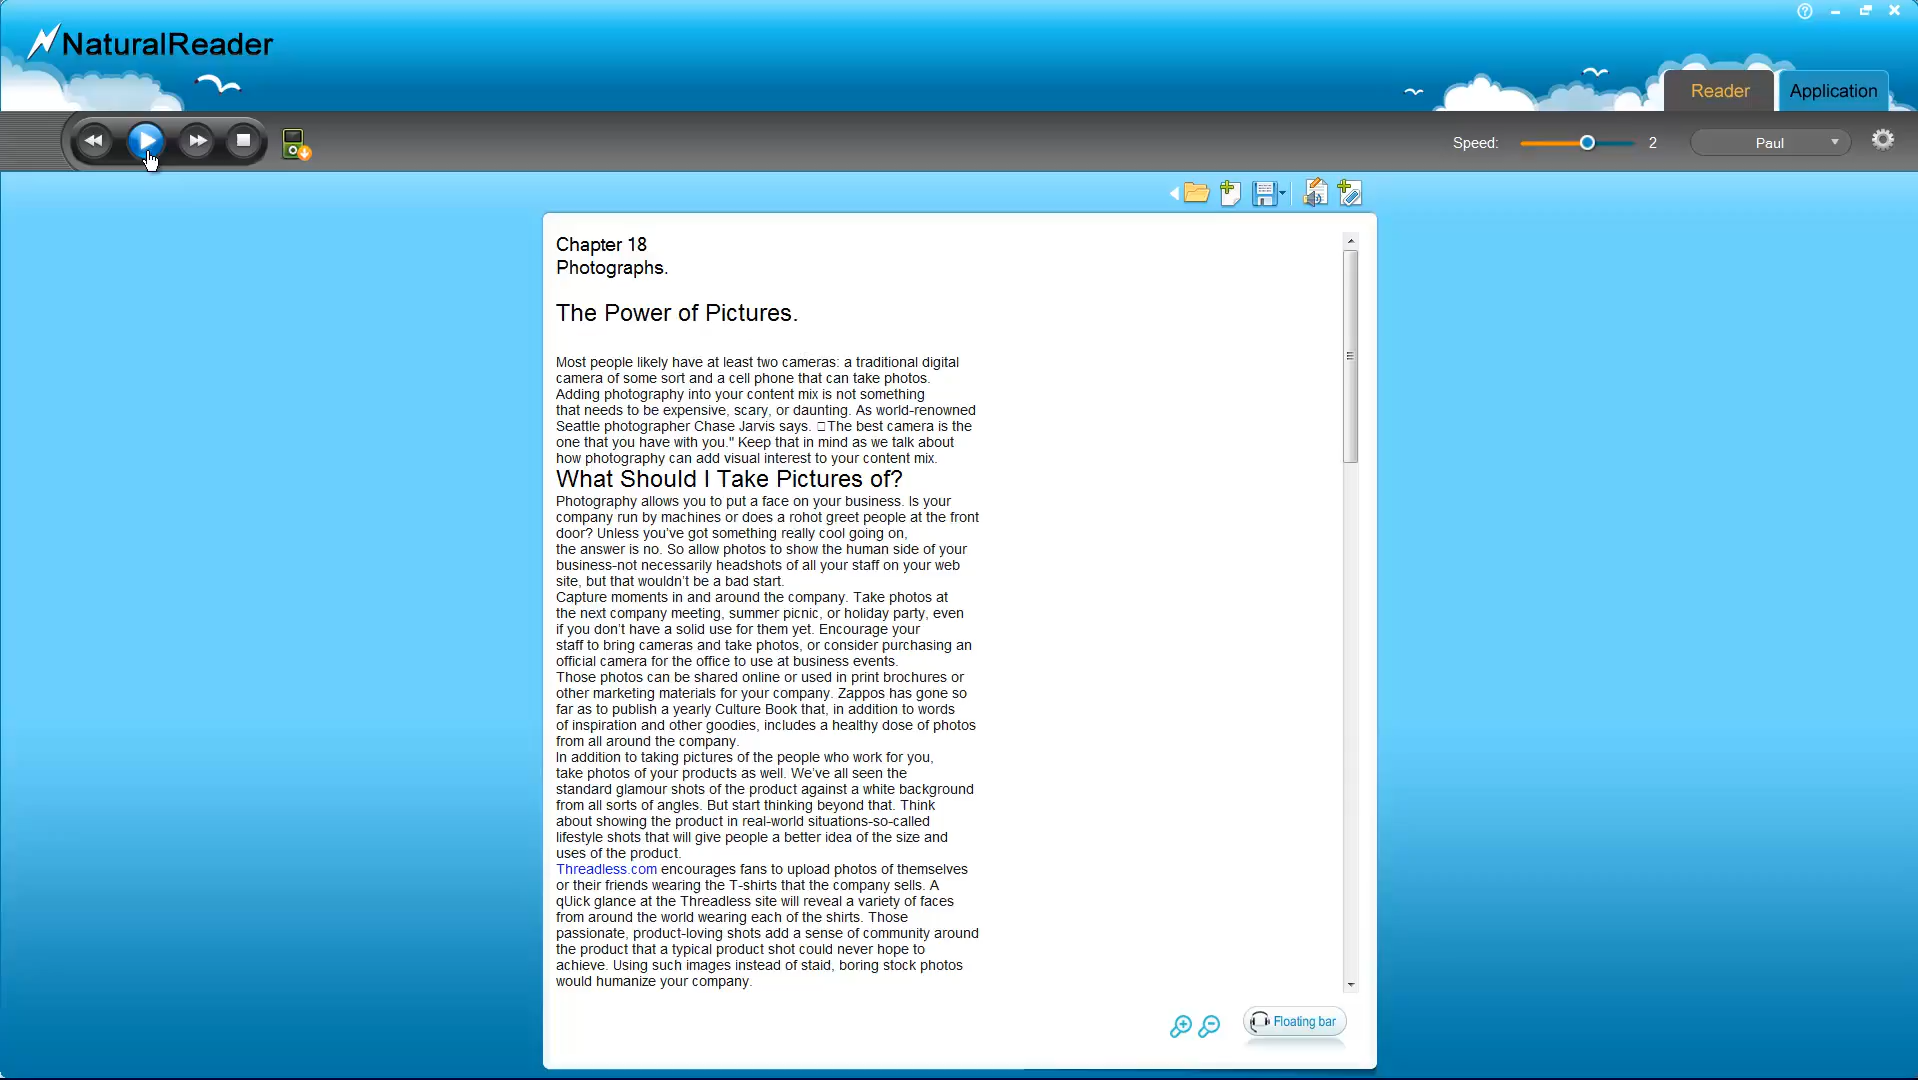 NaturalReader
Reader
Application
Speed:
2
Paul
Chapter 18
Photographs.
The Power of Pictures.
Most people likely have at least two cameras: a traditional digital
camera of some sort and a cell phone that can take photos.
Adding photography into your content mix is not something
that needs to be expensive, scary, or daunting. As world-renowned
Seattle photographer Chase Jarvis says. □The best camera is the
one that you have with you." Keep that in mind as we talk about
how photography can add visual interest to your content mix.
What Should I Take Pictures of?
Photography allows you to put a face on your business. Is your
company run by machines or does a rohot greet people at the front
door? Unless you've got something really cool going on,
the answer is no. So allow photos to show the human side of your
business-not necessarily headshots of all your staff on your web
site, but that wouldn't be a bad start.
Capture moments in and around the company. Take photos at
the next company meeting, summer picnic, or holiday party, even
if you don't have a solid use for them yet. Encourage your
staff to bring cameras and take photos, or consider purchasing an
official camera for the office to use at business events.
Those photos can be shared online or used in print brochures or
other marketing materials for your company. Zappos has gone so
far as to publish a yearly Culture Book that, in addition to words
of inspiration and other goodies, includes a healthy dose of photos
from all around the company.
In addition to taking pictures of the people who work for you,
take photos of your products as well. We've all seen the
standard glamour shots of the product against a white background
from all sorts of angles. But start thinking beyond that. Think
about showing the product in real-world situations-so-called
lifestyle shots that will give people a better idea of the size and
uses of the product.
Threadless.com encourages fans to upload photos of themselves
or their friends wearing the T-shirts that the company sells. A
qUick glance at the Threadless site will reveal a variety of faces
from around the world wearing each of the shirts. Those
passionate, product-loving shots add a sense of community around
the product that a typical product shot could never hope to
achieve. Using such images instead of staid, boring stock photos
would humanize your company.
Floating bar